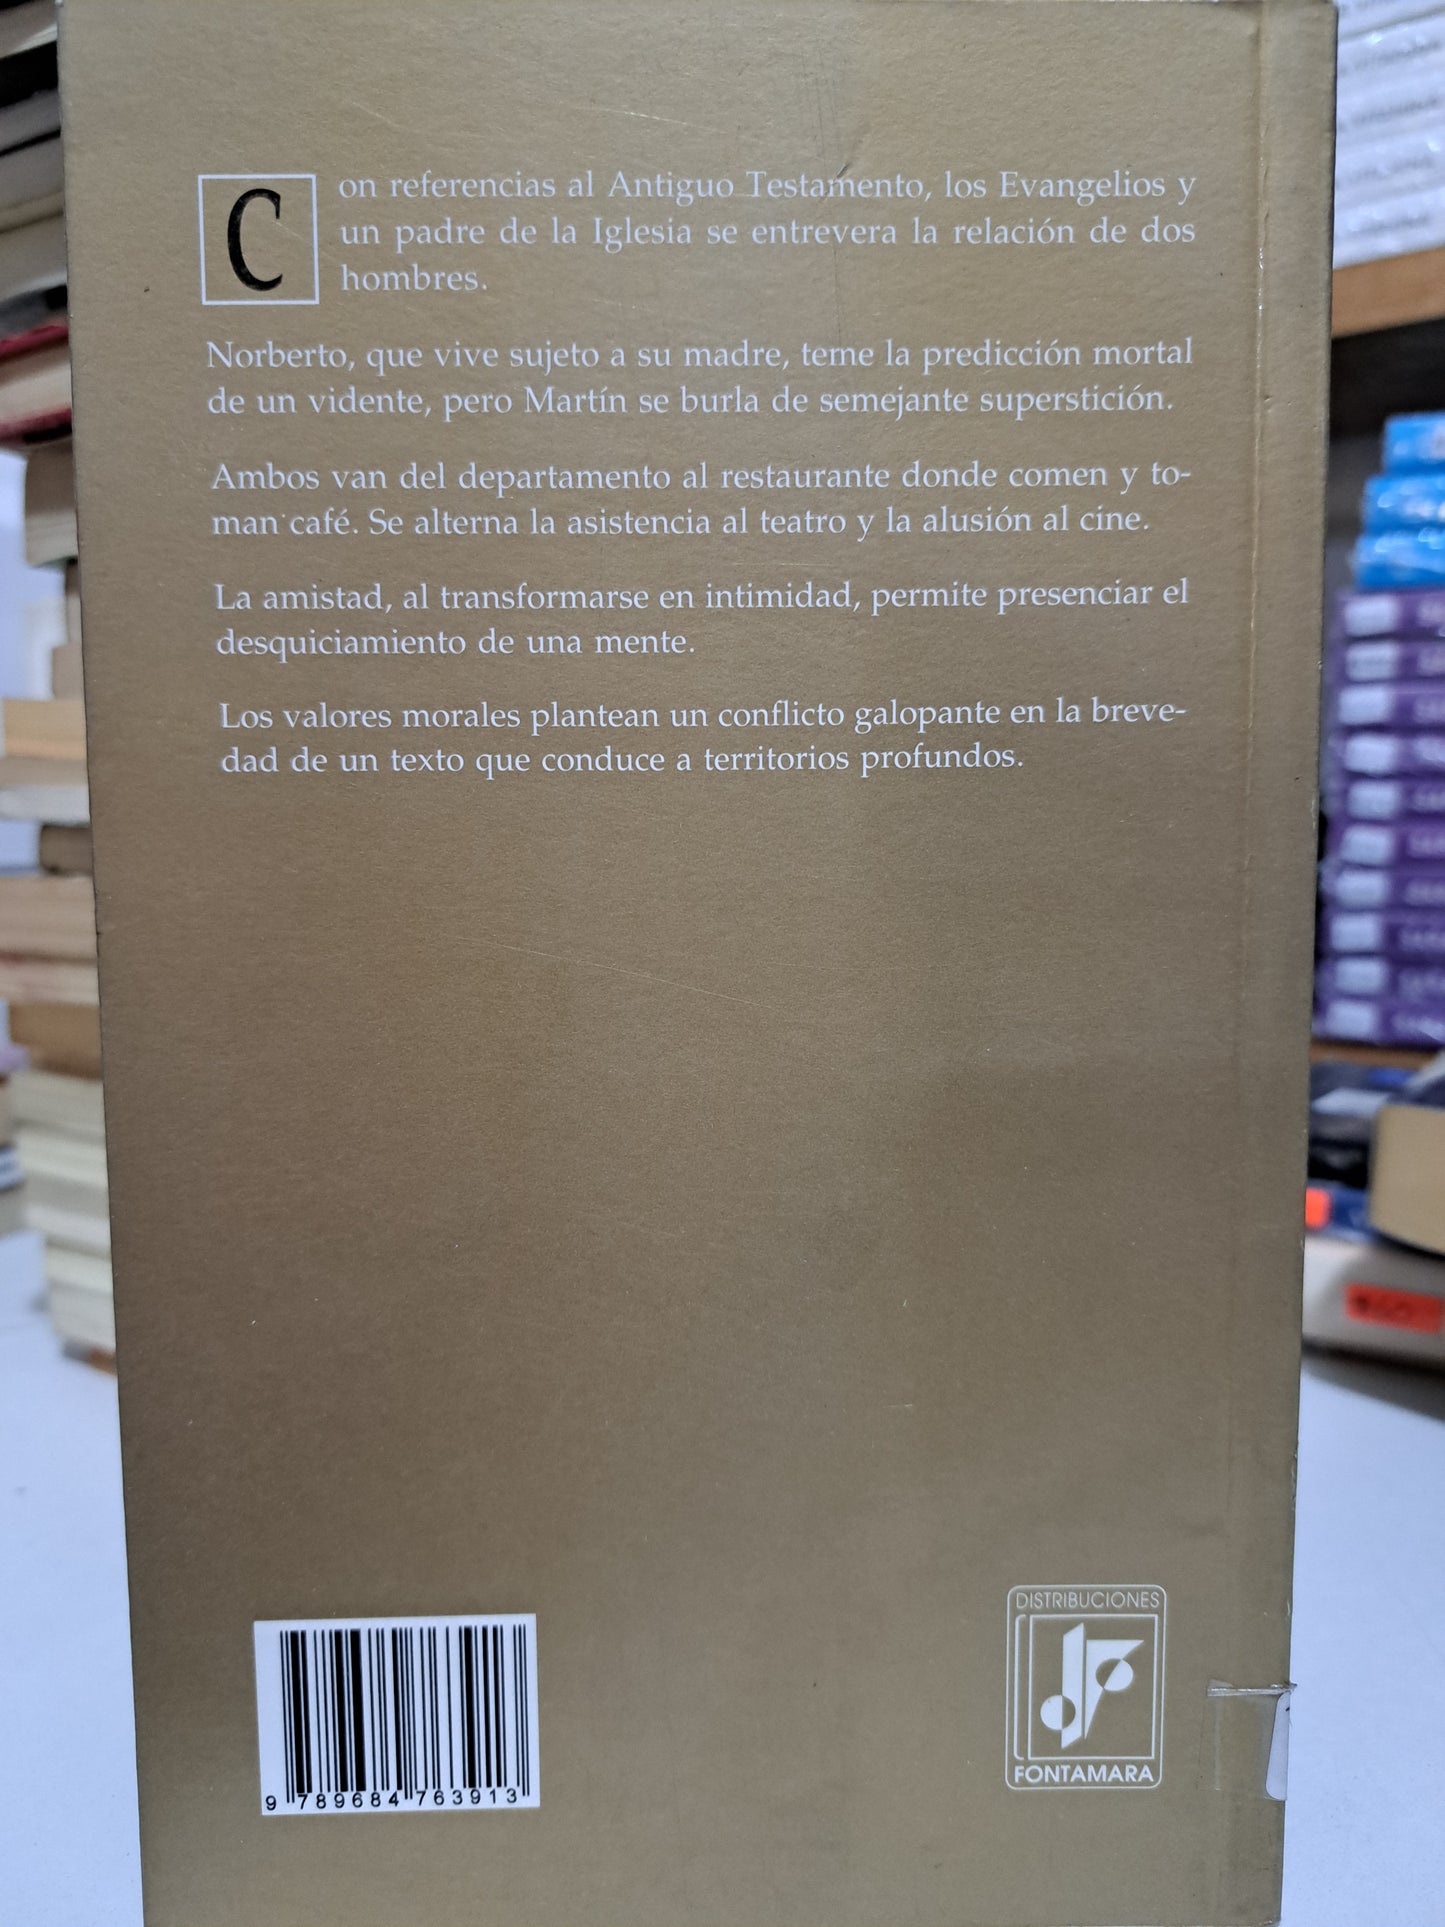 Con referencias al Antiguo Testamento, los Evangelios y
un padre de la Iglesia se entrevera la relación de dos
hombres.
Norberto, que vive sujeto a su madre, teme la predicción mortal
de un vidente, pero Martín se burla de semejante superstición.
Ambos van del departamento al restaurante donde comen y to-
man café. Se alterna la asistencia al teatro y la alusión al cine.
La amistad, al transformarse en intimidad, permite presenciar el
desquiciamiento de una mente.
Los valores morales plantean un conflicto galopante en la breve-
dad de un texto que conduce a territorios profundos.
9 789684 763913
DISTRIBUCIONES
FONTAMARA